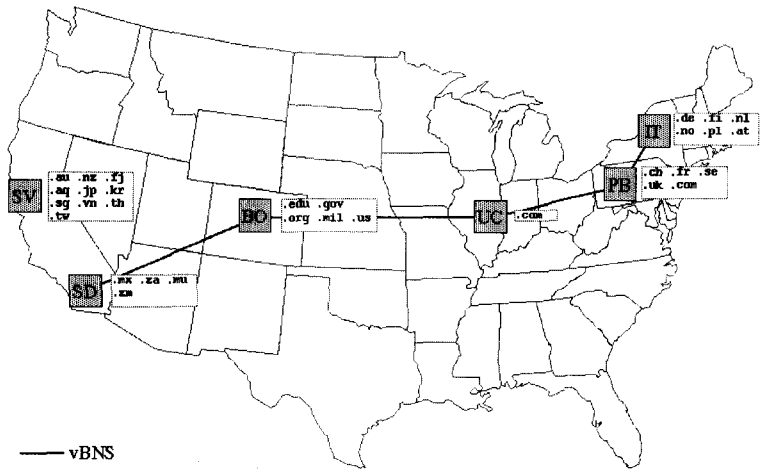 IT
.de .fi .nl
.no .pl .at
PB
.ch .fr .se
.uk .com
SV
.au .nz .fj
.aq .jp .kr
.sg .vn .th
.tw
BO
.edu .gov
.org .mil .us
UC
.com
SD
.mx .za .mu
.zm
vBNS